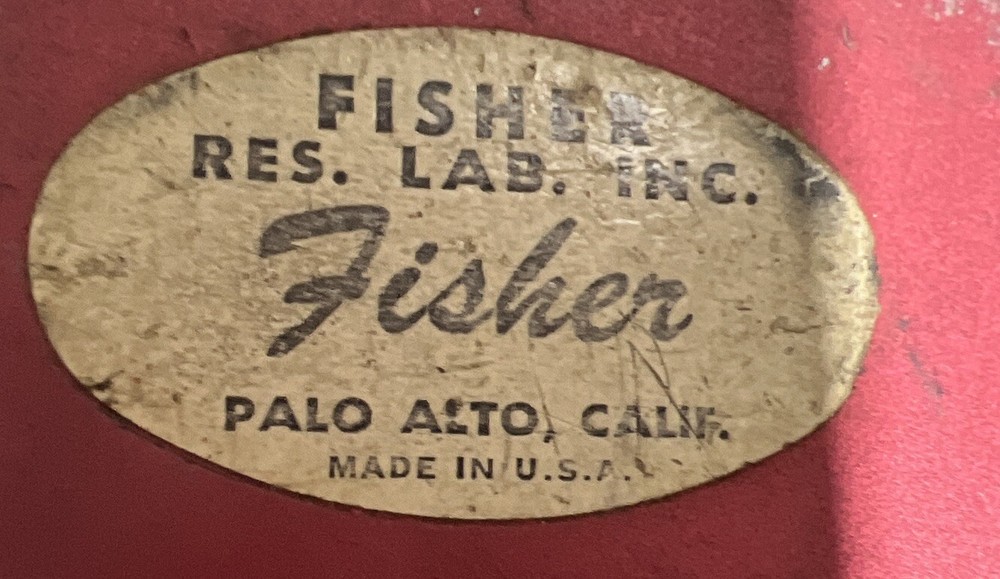 FISHER
RES. LAB. INC.
Fisher
PALO ALTO, CALIF.
MADE IN U.S.A.